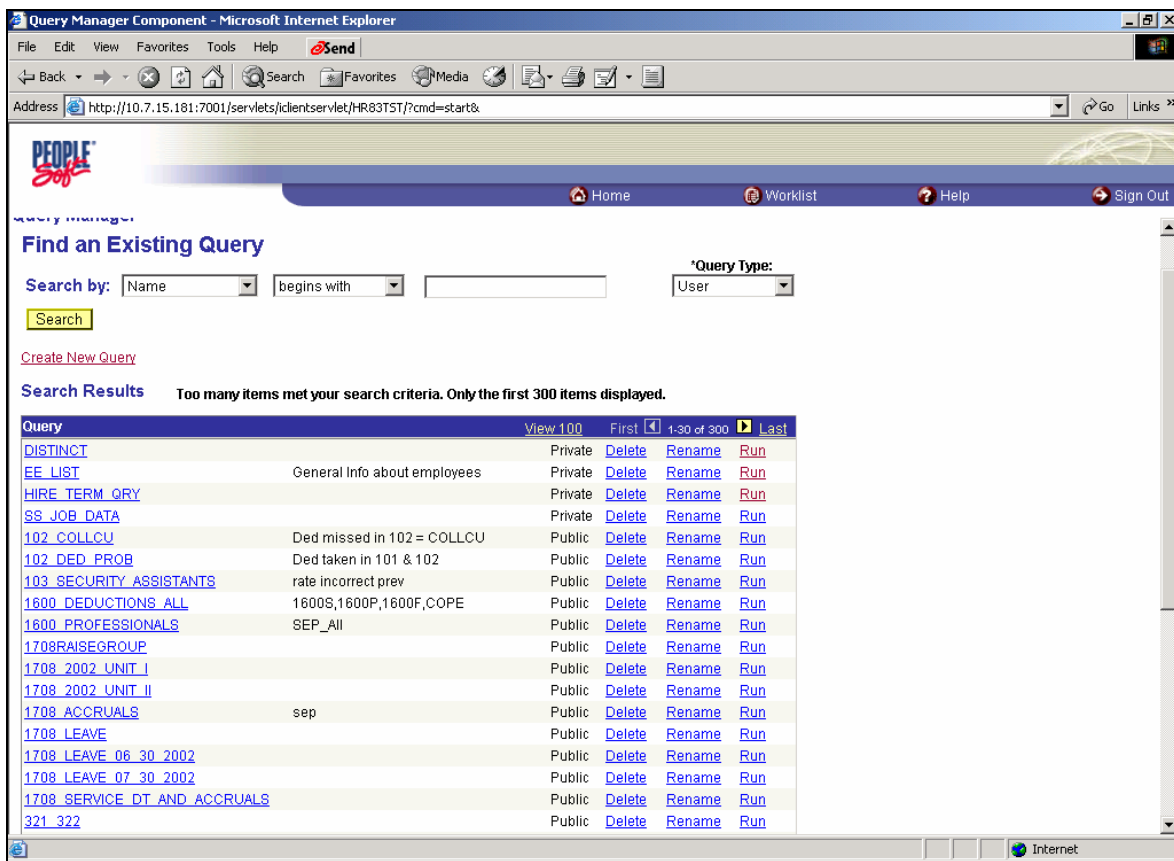 Query Manager Component - Microsoft Internet Explorer
File Edit View Favorites Tools Help Send
Back Search Favorites Media
Address http://10.7.15.181:7001/servlets/iclientservlet/HR83TST/?cmd=start& Go Links »
PEOPLE Soft
Home Worklist Help Sign Out
Query Manager
Find an Existing Query
*Query Type:
Search by: Name begins with User
Search
Create New Query
Search Results Too many items met your search criteria. Only the first 300 items displayed.
Query View 100 First 1-30 of 300 Last
DISTINCT Private Delete Rename Run
EE_LIST General Info about employees Private Delete Rename Run
HIRE_TERM_QRY Private Delete Rename Run
SS_JOB_DATA Private Delete Rename Run
102_COLLCU Ded missed in 102 = COLLCU Public Delete Rename Run
102_DED_PROB Ded taken in 101 & 102 Public Delete Rename Run
103_SECURITY_ASSISTANTS rate incorrect prev Public Delete Rename Run
1600_DEDUCTIONS_ALL 1600S,1600P,1600F,COPE Public Delete Rename Run
1600_PROFESSIONALS SEP_All Public Delete Rename Run
1708RAISEGROUP Public Delete Rename Run
1708_2002_UNIT_I Public Delete Rename Run
1708_2002_UNIT_II Public Delete Rename Run
1708_ACCRUALS sep Public Delete Rename Run
1708_LEAVE Public Delete Rename Run
1708_LEAVE_06_30_2002 Public Delete Rename Run
1708_LEAVE_07_30_2002 Public Delete Rename Run
1708_SERVICE_DT_AND_ACCRUALS Public Delete Rename Run
321_322 Public Delete Rename Run
Internet